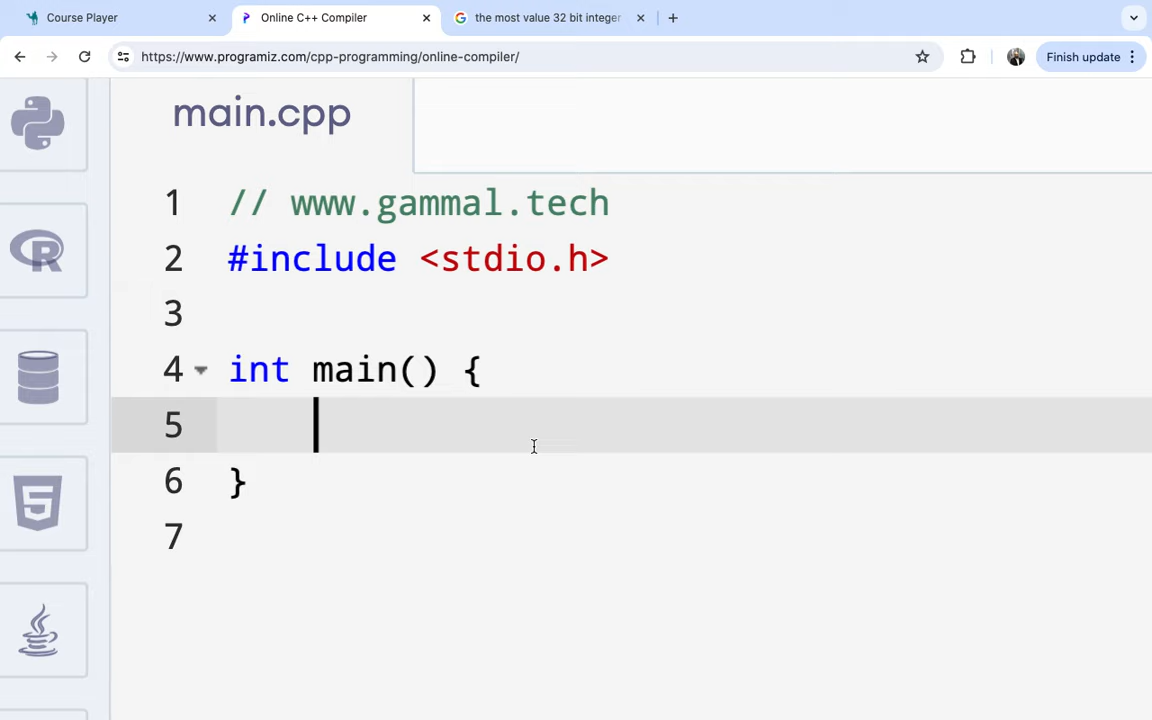 Course Player
Online C++ Compiler
the most value 32 bit integer
https://www.programiz.com/cpp-programming/online-compiler/
Finish update
main.cpp
1 // www.gammal.tech
2 #include <stdio.h>
3
4 int main() {
5
6 }
7